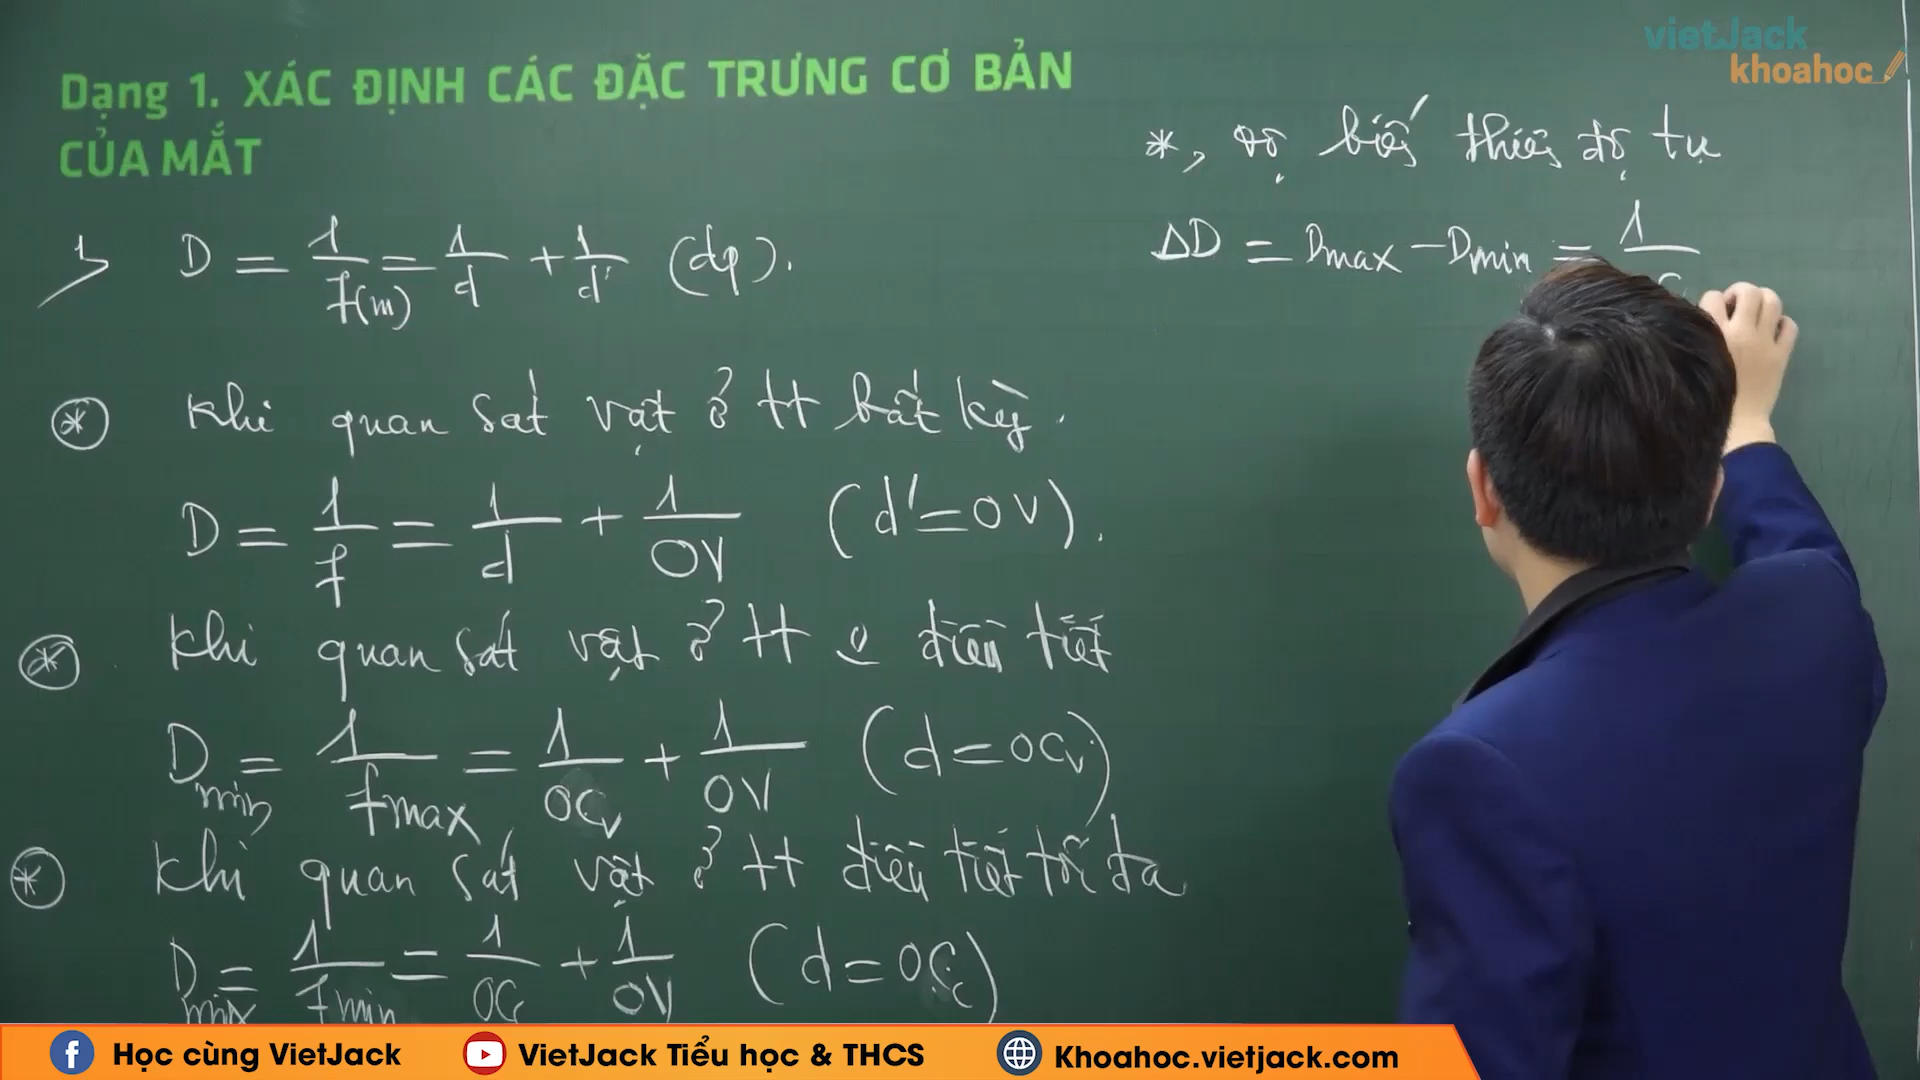 vietJack
khoahoc
Dạng 1. XÁC ĐỊNH CÁC ĐẶC TRƯNG CƠ BẢN
CỦA MẮT
1, D = 1/f(m) = 1/d + 1/d' (dp).
* Khi quan sát vật ở tt bất kỳ.
D = 1/f = 1/d + 1/OV (d' = OV).
* Khi quan sát vật ở tt điều tiết
Dmin = 1/fmax = 1/OCv + 1/OV (d = OCv)
* Khi quan sát vật ở tt điều tiết tối đa
Dmax = 1/fmin = 1/OCc + 1/OV (d = OCc)
*, Độ biến thiên độ tụ
ΔD = Dmax - Dmin = 1
Học cùng VietJack
VietJack Tiểu học & THCS
Khoahoc.vietjack.com